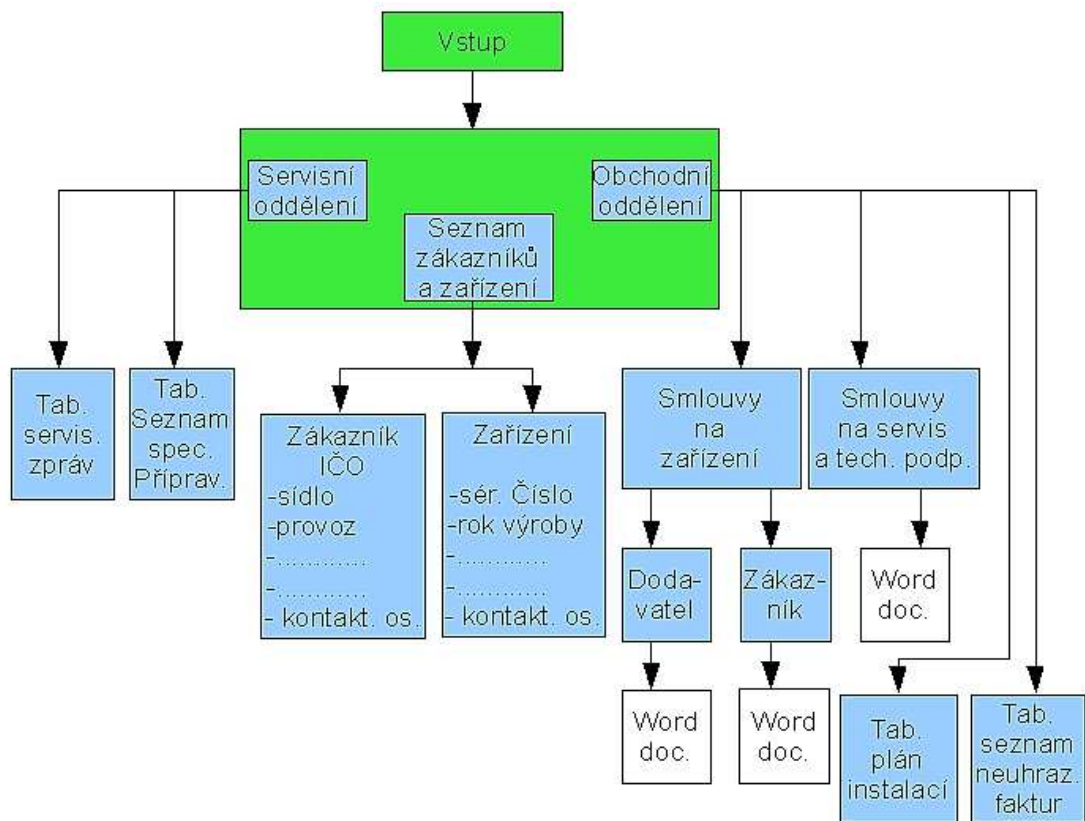 Vstup
Servisní
oddělení
Obchodní
oddělení
Seznam
zákazníků
a zařízení
Tab.
servis.
zpráv
Tab.
Seznam
spec.
Příprav.
Zákazník
IČO
-sídlo
-provoz
-............
-............
- kontakt. os.
Zařízení
-sér. Číslo
-rok výroby
-............
-............
- kontakt. os.
Smlouvy
na
zařízení
Smlouvy
na servis
a tech. podp.
Doda-
vatel
Zákaz-
ník
Word
doc.
Word
doc.
Word
doc.
Tab.
plán
instalací
Tab.
seznam
neuhraz.
faktur